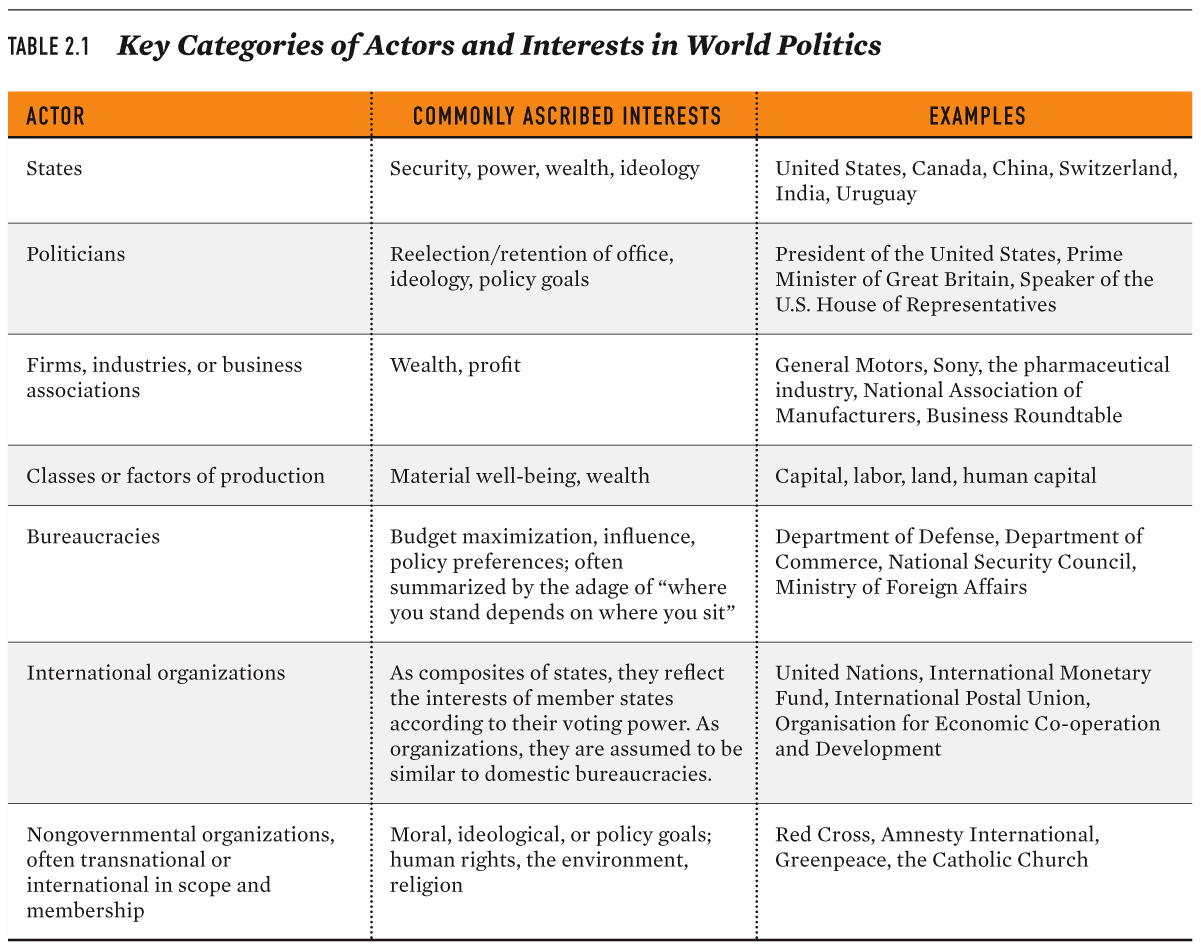 TABLE 2.1 Key Categories of Actors and Interests in World Politics
ACTOR COMMONLY ASCRIBED INTERESTS EXAMPLES
States
Security, power, wealth, ideology
United States, Canada, China, Switzerland,
India, Uruguay
Politicians
Reelection/retention of office,
ideology, policy goals
President of the United States, Prime
Minister of Great Britain, Speaker of the
U.S. House of Representatives
Firms, industries, or business
associations
Wealth, profit
General Motors, Sony, the pharmaceutical
industry, National Association of
Manufacturers, Business Roundtable
Classes or factors of production
Material well-being, wealth
Capital, labor, land, human capital
Bureaucracies
Budget maximization, influence,
policy preferences; often
summarized by the adage of “where
you stand depends on where you sit”
Department of Defense, Department of
Commerce, National Security Council,
Ministry of Foreign Affairs
International organizations
As composites of states, they reflect
the interests of member states
according to their voting power. As
organizations, they are assumed to be
similar to domestic bureaucracies.
United Nations, International Monetary
Fund, International Postal Union,
Organisation for Economic Co-operation
and Development
Nongovernmental organizations,
often transnational or
international in scope and
membership
Moral, ideological, or policy goals;
human rights, the environment,
religion
Red Cross, Amnesty International,
Greenpeace, the Catholic Church